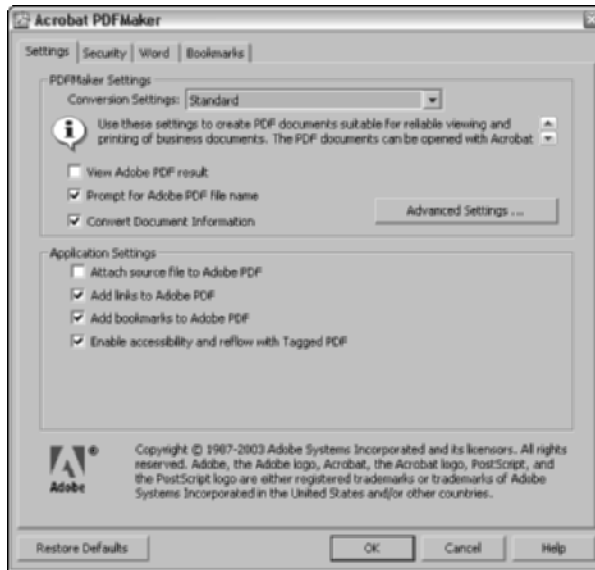 Acrobat PDFMaker
Settings Security Word Bookmarks
PDFMaker Settings
Conversion Settings: Standard
Use these settings to create PDF documents suitable for reliable viewing and
printing of business documents. The PDF documents can be opened with Acrobat
View Adobe PDF result
Prompt for Adobe PDF file name
Advanced Settings ...
Convert Document Information
Application Settings
Attach source file to Adobe PDF
Add links to Adobe PDF
Add bookmarks to Adobe PDF
Enable accessibility and reflow with Tagged PDF
Copyright © 1987-2003 Adobe Systems Incorporated and its licensors. All rights
reserved. Adobe, the Adobe logo, Acrobat, the Acrobat logo, PostScript, and
the PostScript logo are either registered trademarks or trademarks of Adobe
Systems Incorporated in the United States and/or other countries.
Adobe
Restore Defaults OK Cancel Help